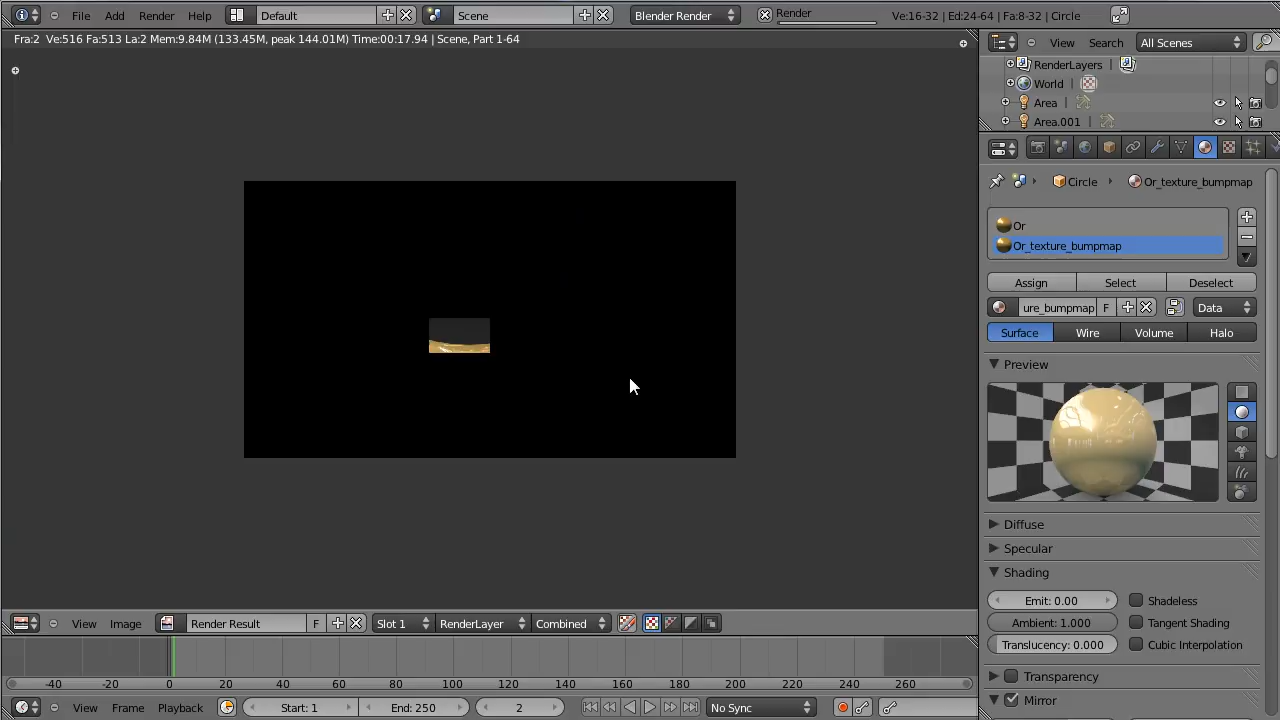 File Add Render Help Default Scene Blender Render Render Ve:16-32 | Ed:24-64 | Fa:8-32 | Circle
Fra:2 Ve:516 Fa:513 La:2 Mem:9.84M (133.45M, peak 144.01M) Time:00:17.94 | Scene, Part 1-64
View Search All Scenes
RenderLayers |
World |
Area |
Area.001 |
Circle Or_texture_bumpmap
Or
Or_texture_bumpmap
Assign Select Deselect
ure_bumpmap F Data
Surface Wire Volume Halo
Preview
Diffuse
Specular
Shading
Emit: 0.00 Shadeless
Ambient: 1.000 Tangent Shading
Translucency: 0.000 Cubic Interpolation
Transparency
Mirror
View Image Render Result F Slot 1 RenderLayer Combined
-40 -20 0 20 40 60 80 100 120 140 160 180 200 220 240 260
View Frame Playback Start: 1 End: 250 2 No Sync